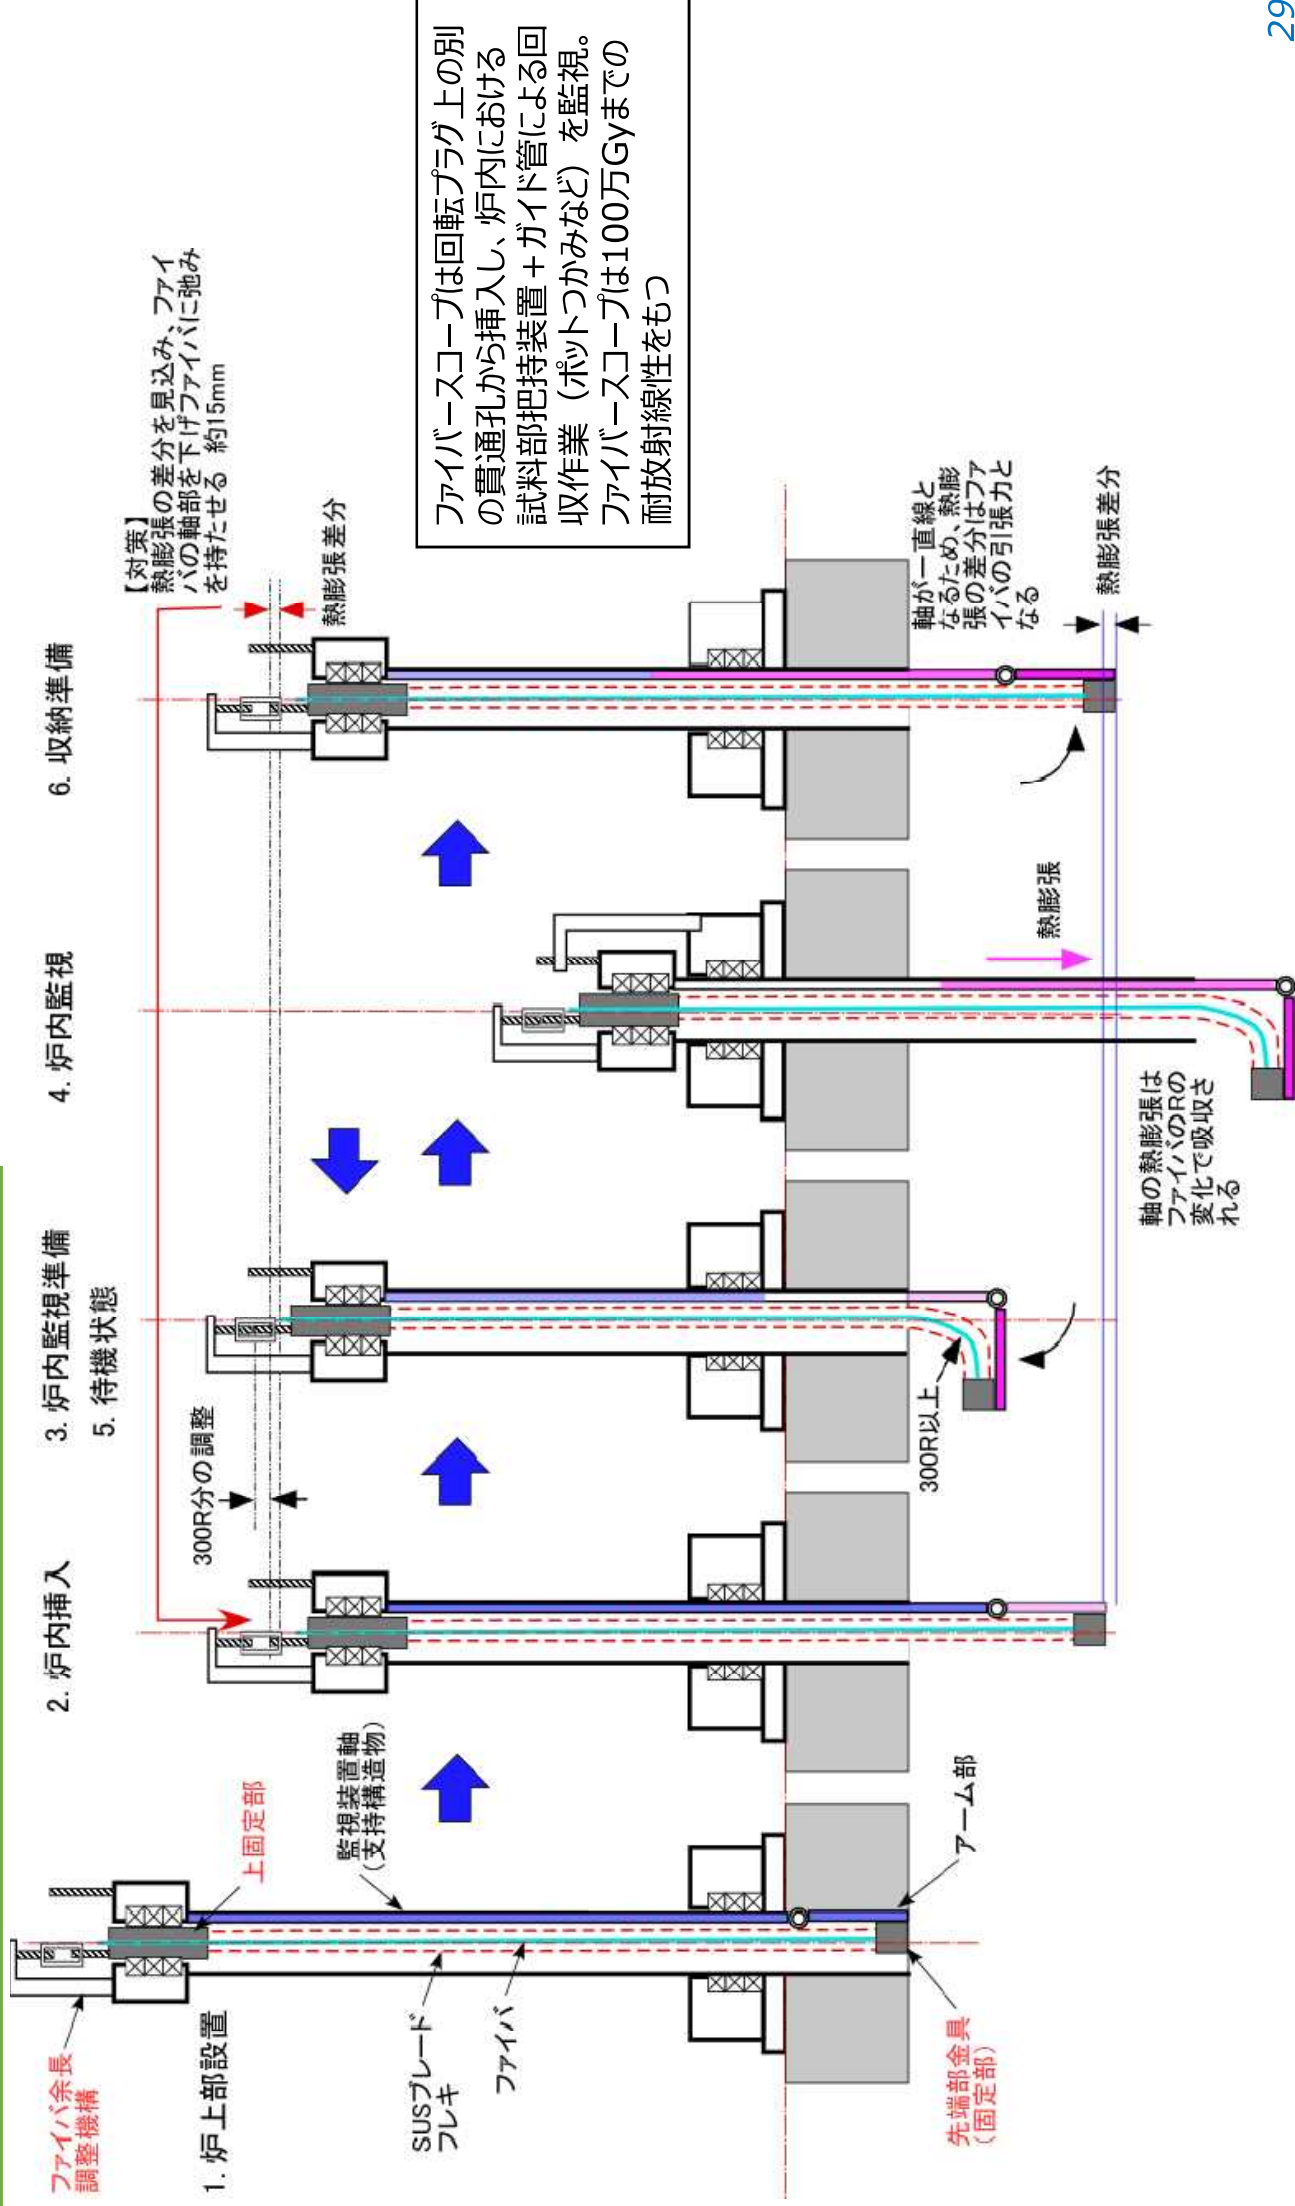 1. 炉上部設置
2. 炉内挿入
3. 炉内監視準備
5. 待機状態
4. 炉内監視
6. 収納準備
ファイバ余長
調整機構
上固定部
監視装置軸
（支持構造物）
SUSブレード
フレキ
ファイバ
先端部金具
（固定部）
アーム部
300R分の調整
300R以上
軸の熱膨張は
ファイバのRの
変化で吸収さ
れる
熱膨張
【対策】
熱膨張の差分を見込み、ファイ
バの軸部を下げファイバに弛み
を持たせる 約15mm
熱膨張差分
軸が一直線と
なるため、熱膨
張の差分はファ
イバの引張力と
なる
熱膨張差分
ファイバースコープは回転プラグ上の別
の貫通孔から挿入し、炉内における
試料部把持装置＋ガイド管による回
収作業（ポットつかみなど）を監視。
ファイバースコープは100万Gyまでの
耐放射線性をもつ
29